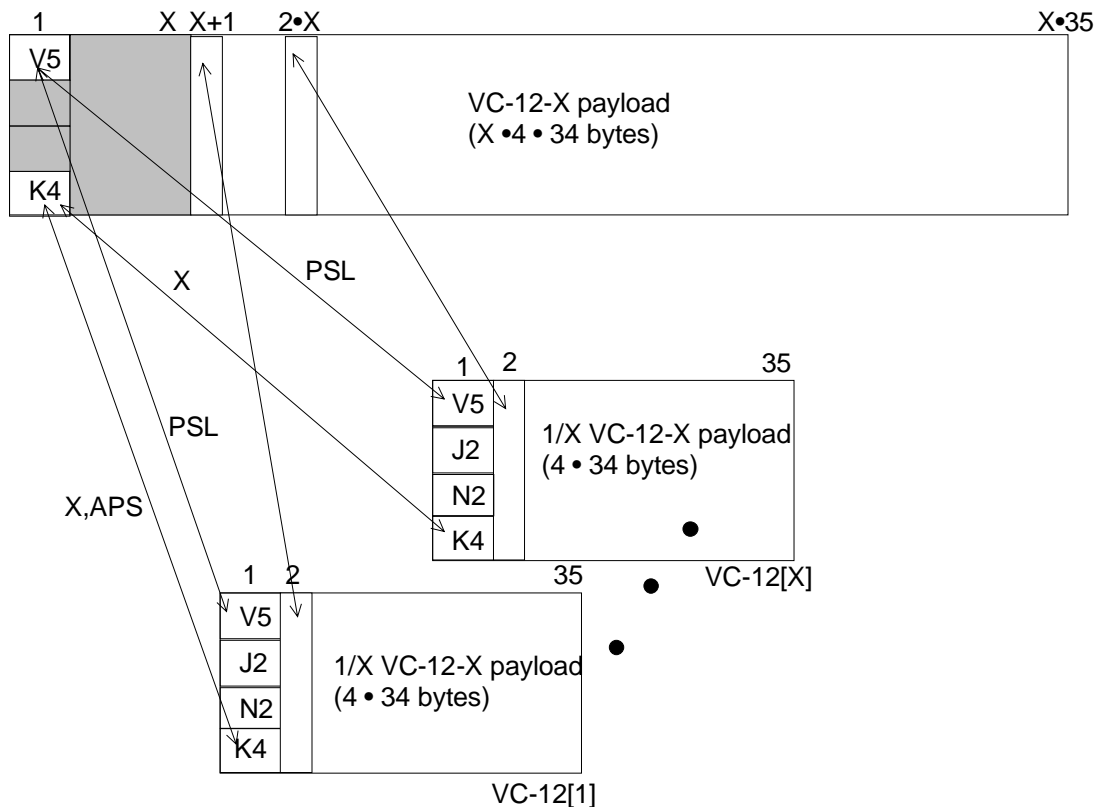 1 X X+1 2•X X•35
V5
VC-12-X payload
(X •4 • 34 bytes)
K4
PSL
X
1 2 35
V5
PSL
1/X VC-12-X payload
(4 • 34 bytes)
J2
N2
X,APS
K4
VC-12[X]
1 2 35
V5
J2
1/X VC-12-X payload
(4 • 34 bytes)
N2
K4
VC-12[1]